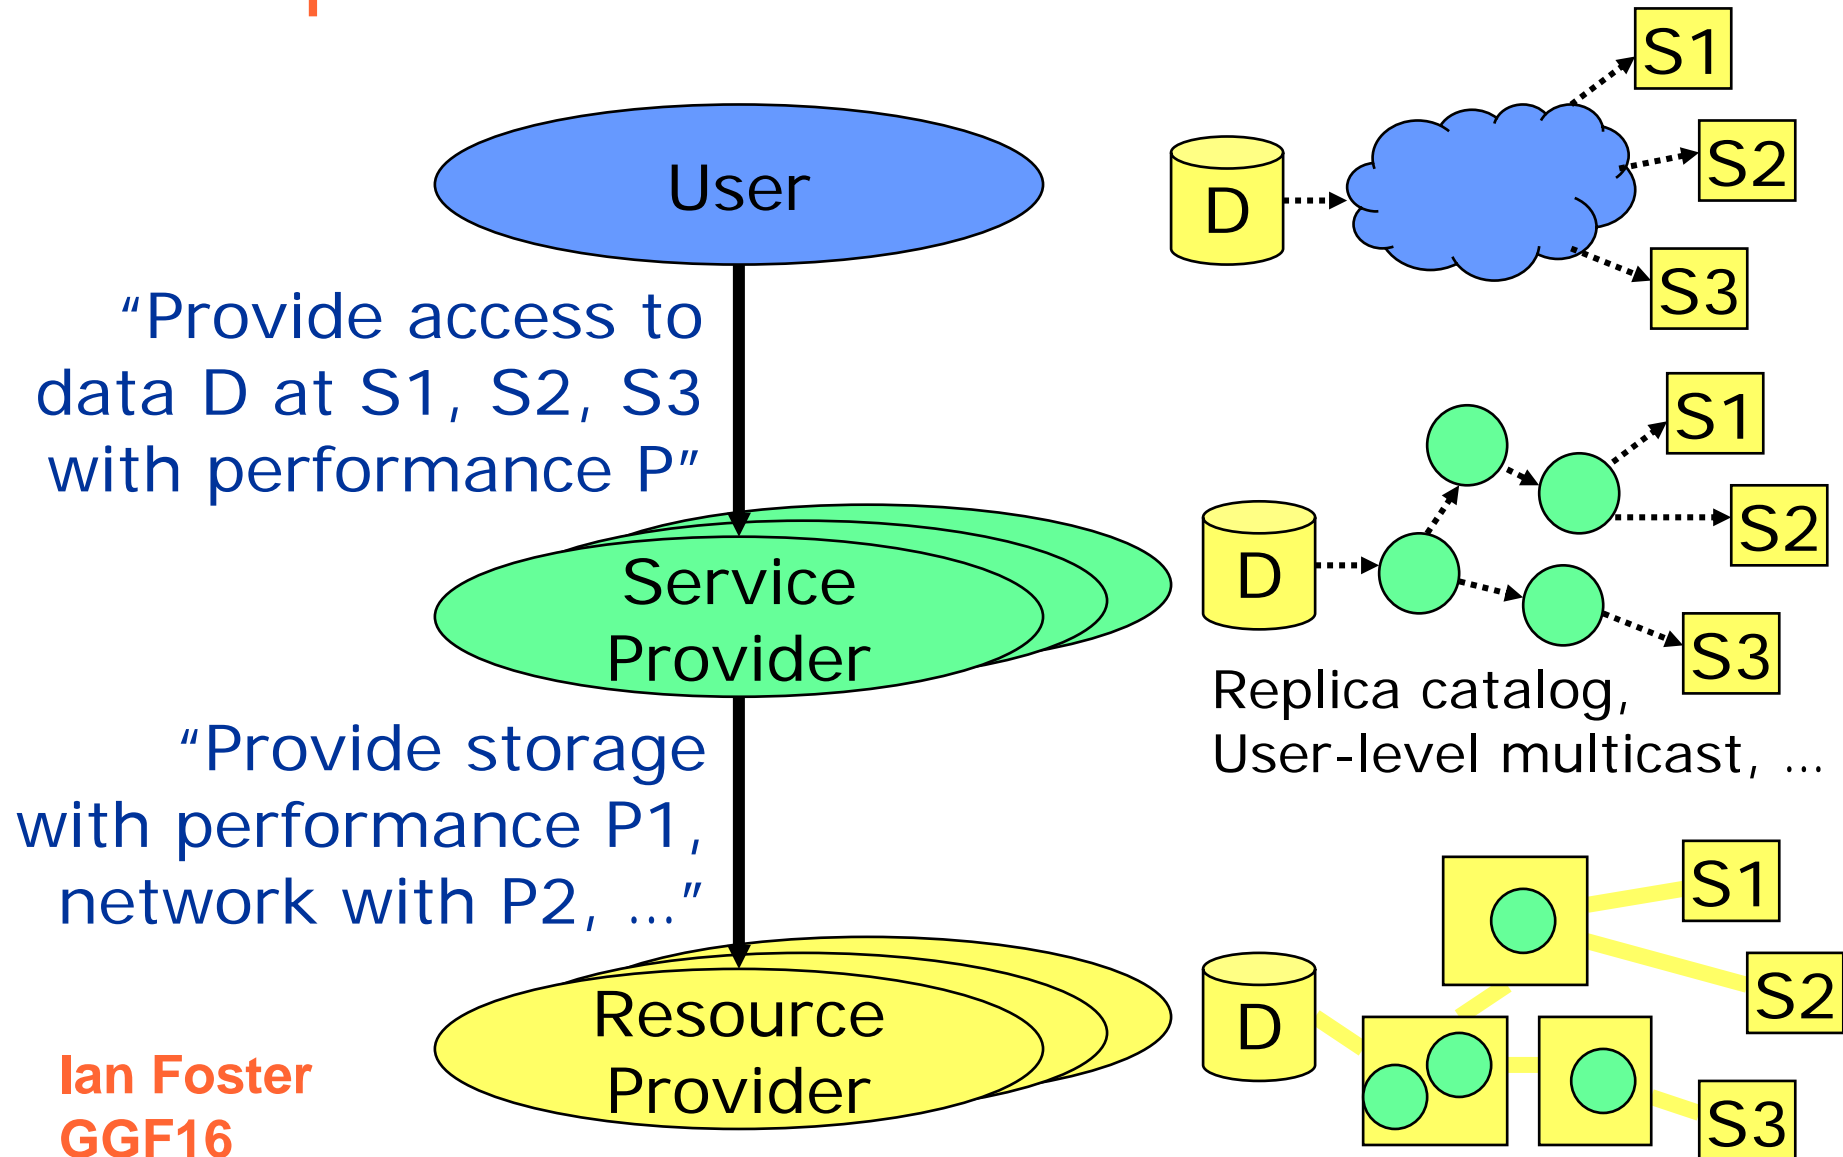 User
“Provide access to
data D at S1, S2, S3
with performance P”
Service
Provider
“Provide storage
with performance P1,
network with P2, …”
Resource
Provider
Ian Foster
GGF16
D
S1
S2
S3
D
S1
S2
S3
Replica catalog,
User-level multicast, …
D
S1
S2
S3